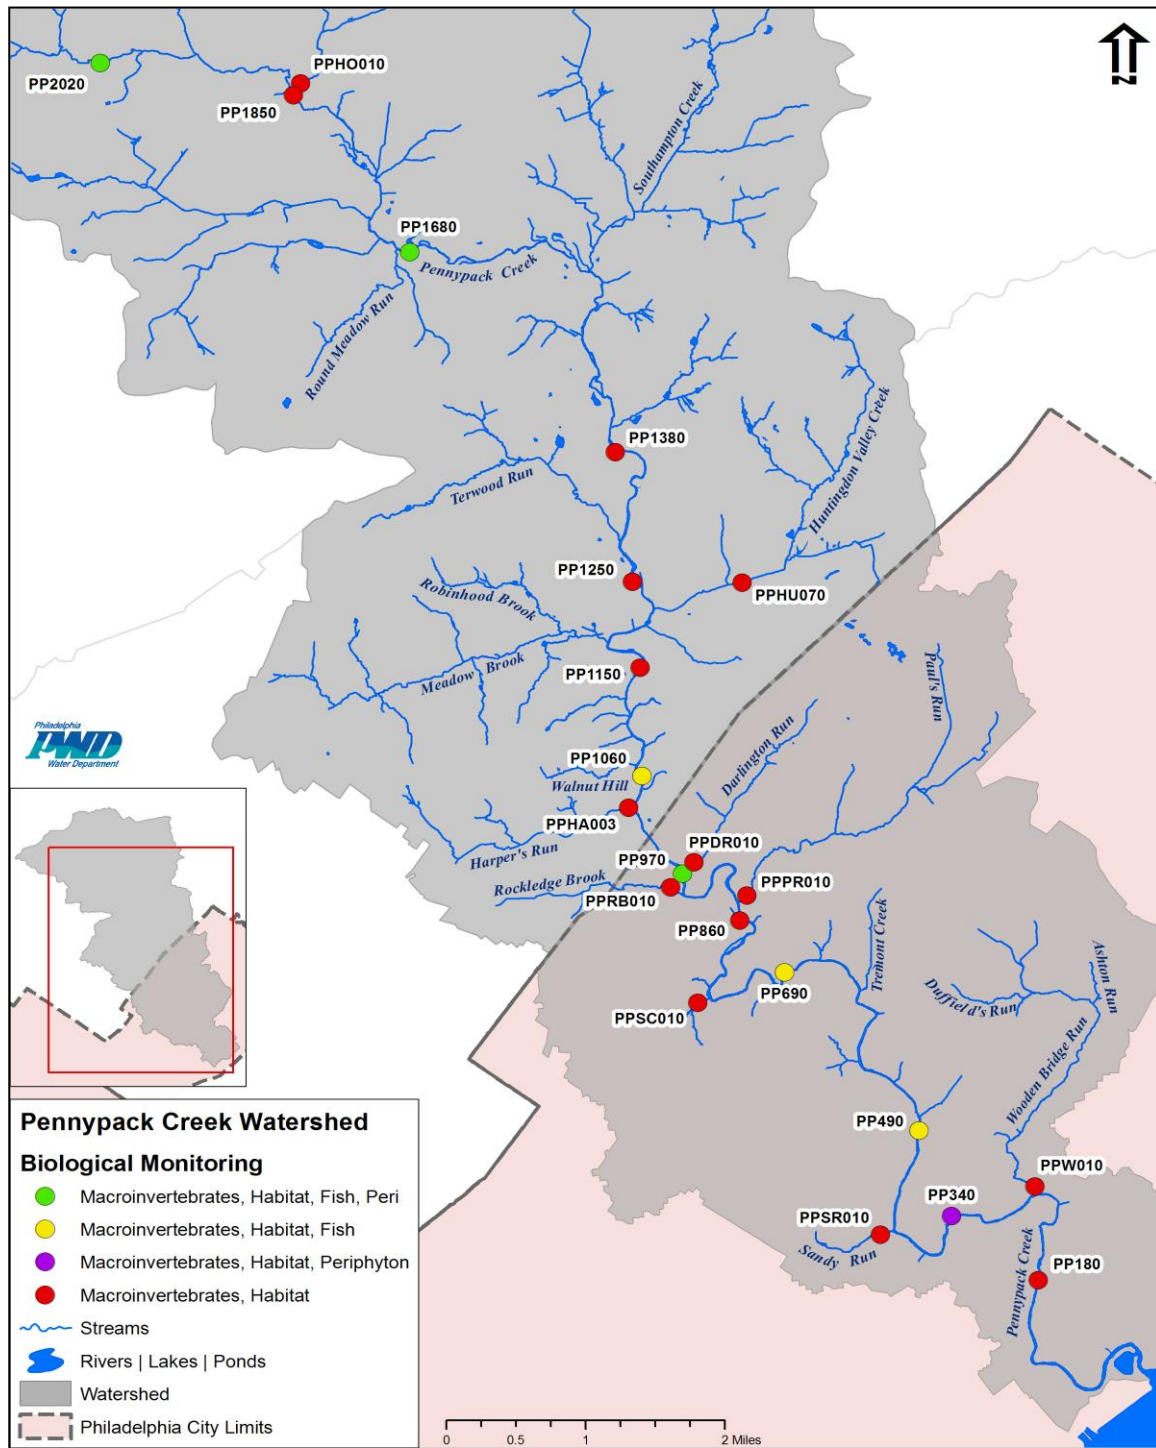 PP2020
PPHO010
PP1850
Southampton Creek
N
PP1680
Pennypack Creek
Round Meadow Run
PP1380
Terwood Run
Huntingdon Valley Creek
PP1250
PPHU070
Robinhood Brook
Meadow Brook
PP1150
Paul's Run
Philadelphia
PWD
Water Department
PP1060
Walnut Hill
Darlington Run
PPHA003
Harper's Run
PPDR010
PP970
Rockledge Brook
PPRB010
PPPR010
PP860
Tremont Creek
PP690
PPSC010
Duffield's Run
Ashton Run
Wooden Bridge Run
PP490
PPW010
PP340
PPSR010
Sandy Run
PP180
Pennypack Creek
Pennypack Creek Watershed
Biological Monitoring
Macroinvertebrates, Habitat, Fish, Peri
Macroinvertebrates, Habitat, Fish
Macroinvertebrates, Habitat, Periphyton
Macroinvertebrates, Habitat
Streams
Rivers | Lakes | Ponds
Watershed
Philadelphia City Limits
0 0.5 1 2 Miles